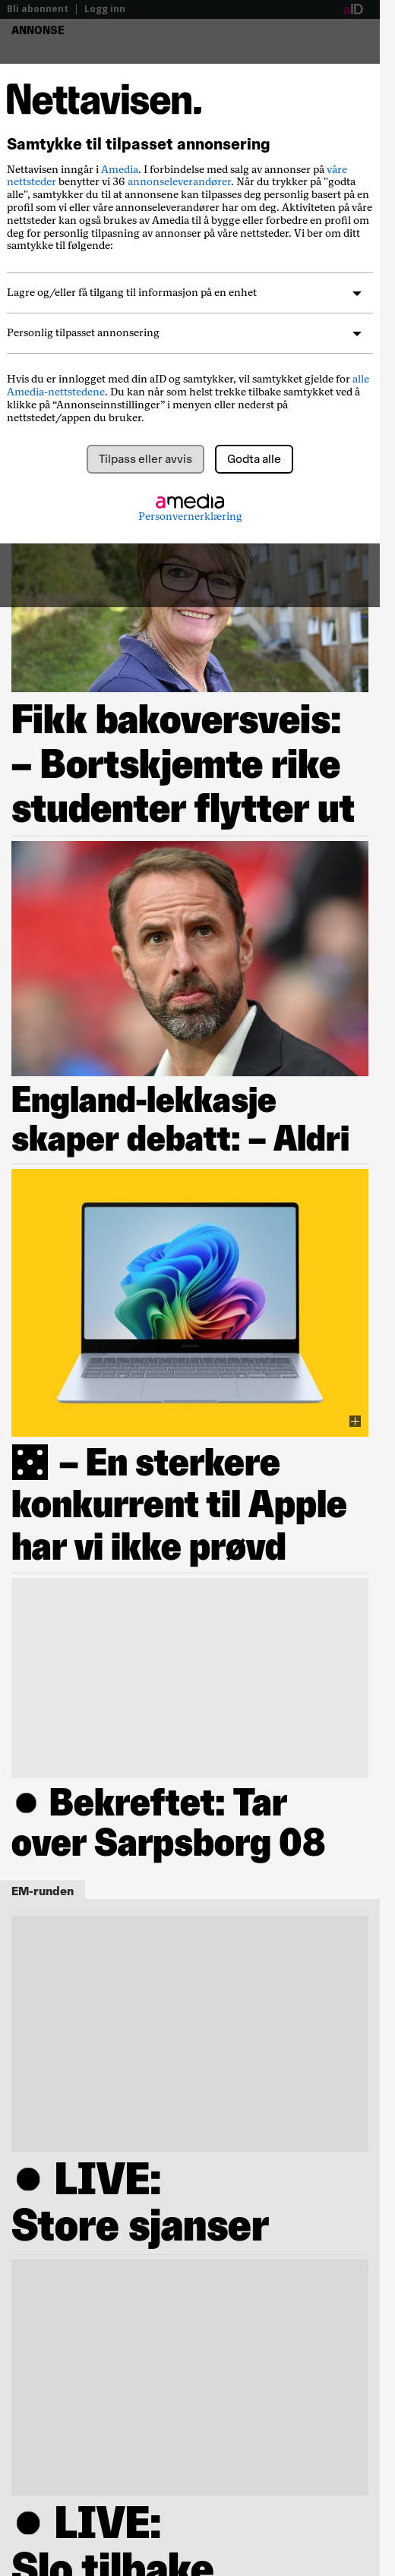 Bli abonnent | Logg inn
aID
ANNONSE
Nettavisen.
Samtykke til tilpasset annonsering
Nettavisen inngår i Amedia. I forbindelse med salg av annonser på våre
nettsteder benytter vi 36 annonseleverandører. Når du trykker på "godta
alle", samtykker du til at annonsene kan tilpasses deg personlig basert på en
profil som vi eller våre annonseleverandører har om deg. Aktiviteten på våre
nettsteder kan også brukes av Amedia til å bygge eller forbedre en profil om
deg for personlig tilpasning av annonser på våre nettsteder. Vi ber om ditt
samtykke til følgende:
Lagre og/eller få tilgang til informasjon på en enhet
Personlig tilpasset annonsering
Hvis du er innlogget med din aID og samtykker, vil samtykket gjelde for alle
Amedia-nettstedene. Du kan når som helst trekke tilbake samtykket ved å
klikke på “Annonseinnstillinger” i menyen eller nederst på
nettstedet/appen du bruker.
Tilpass eller avvis
Godta alle
amedia
Personvernerklæring
Fikk bakoversveis:
– Bortskjemte rike
studenter flytter ut
England-lekkasje
skaper debatt: – Aldri
– En sterkere
konkurrent til Apple
har vi ikke prøvd
● Bekreftet: Tar
over Sarpsborg 08
EM-runden
● LIVE:
Store sjanser
● LIVE:
Slo tilbake